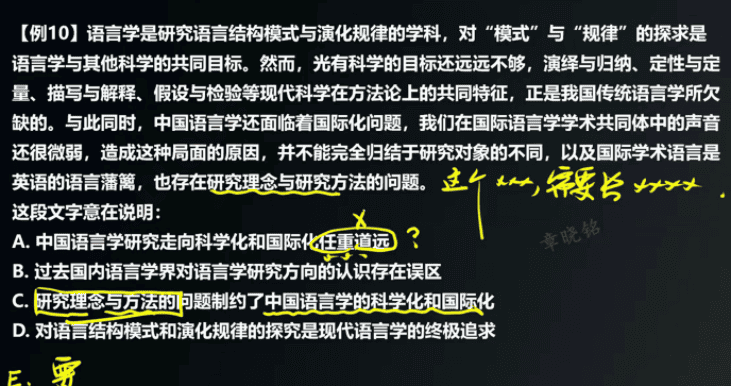 【例10】语言学是研究语言结构模式与演化规律的学科，对“模式”与“规律”的探求是
语言学与其他科学的共同目标。然而，光有科学的目标还远远不够，演绎与归纳、定性与定
量、描写与解释、假设与检验等现代科学在方法论上的共同特征，正是我国传统语言学所欠
缺的。与此同时，中国语言学还面临着国际化问题，我们在国际语言学学术共同体中的声音
还很微弱，造成这种局面的原因，并不能完全归结于研究对象的不同，以及国际学术语言是
英语的语言藩篱，也存在研究理念与研究方法的问题。 这个 xxx, 需要 xxxx .
这段文字意在说明：
A. 中国语言学研究走向科学化和国际化任重道远 ?
章晓铭
B. 过去国内语言学界对语言学研究方向的认识存在误区
C. 研究理念与方法的问题制约了中国语言学的科学化和国际化
D. 对语言结构模式和演化规律的探究是现代语言学的终极追求
E. 要